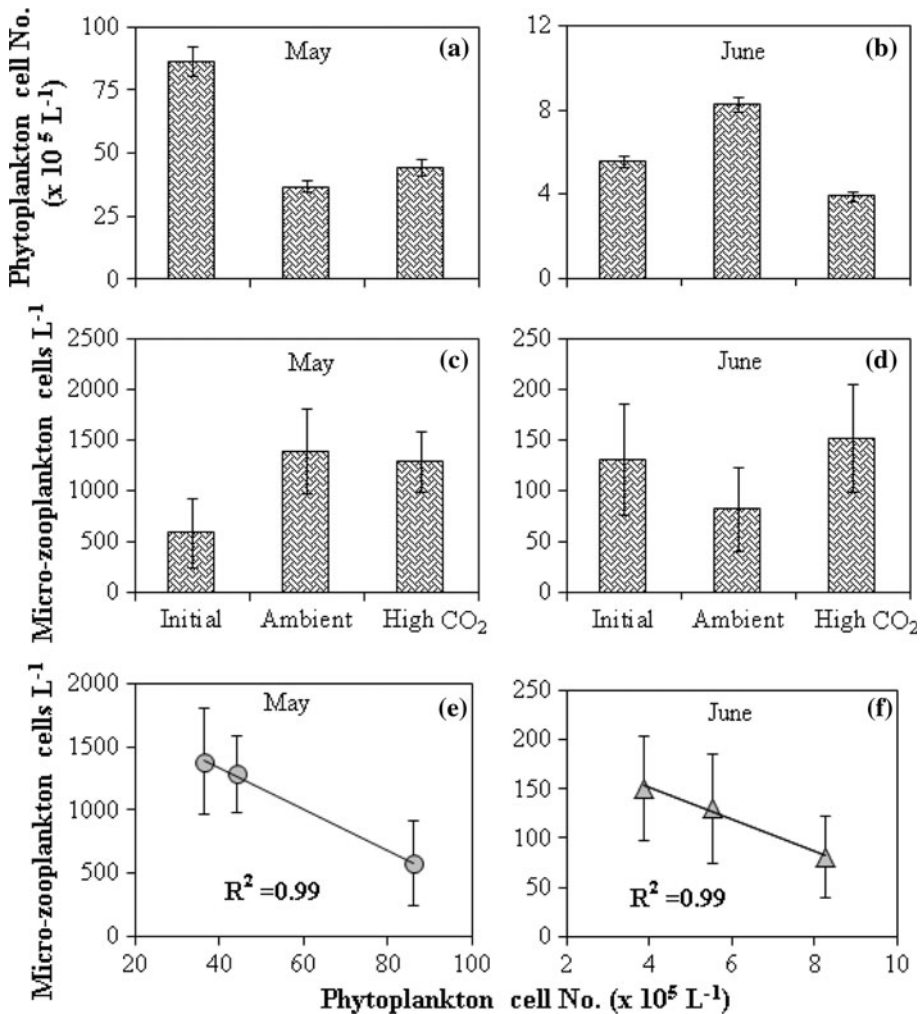 Phytoplankton cell No.
(x 10 5 L-1)
100
75
50
25
0
May
(a)
12
8
4
0
June
(b)
Micro-zooplankton cells L-1
2500
2000
1500
1000
500
0
May
(c)
Initial Ambient High CO2
250
200
150
100
50
0
June
(d)
Initial Ambient High CO2
Micro-zooplankton cells L-1
2000
1500
1000
500
0
May
(e)
R2 =0.99
20 40 60 80 100
250
200
150
100
50
0
June
(f)
R2 =0.99
2 4 6 8 10
Phytoplankton cell No. (x 105 L-1)